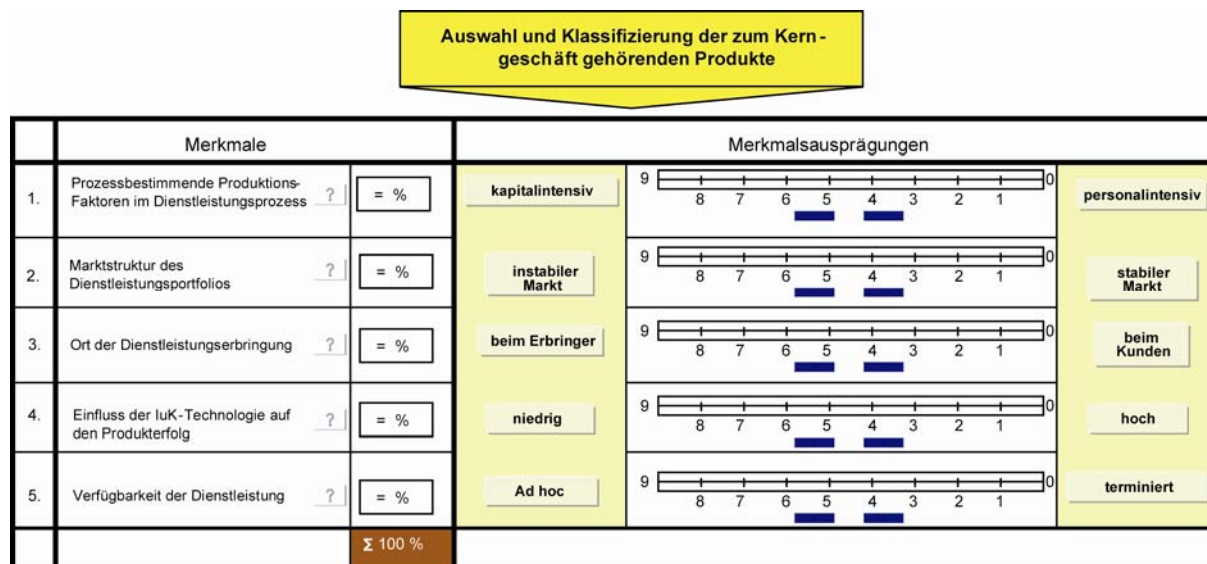 Auswahl und Klassifizierung der zum Kern-
geschäft gehörenden Produkte
Merkmale
Merkmalsausprägungen
1.
Prozessbestimmende Produktions-
Faktoren im Dienstleistungsprozess
?
= %
kapitalintensiv
9
0
8 7 6 5 4 3 2 1
personalintensiv
2.
Marktstruktur des
Dienstleistungsportfolios
?
= %
instabiler
Markt
9
0
8 7 6 5 4 3 2 1
stabiler
Markt
3.
Ort der Dienstleistungserbringung
?
= %
beim Erbringer
9
0
8 7 6 5 4 3 2 1
beim
Kunden
4.
Einfluss der IuK-Technologie auf
den Produkterfolg
?
= %
niedrig
9
0
8 7 6 5 4 3 2 1
hoch
5.
Verfügbarkeit der Dienstleistung
?
= %
Ad hoc
9
0
8 7 6 5 4 3 2 1
terminiert
Σ 100 %